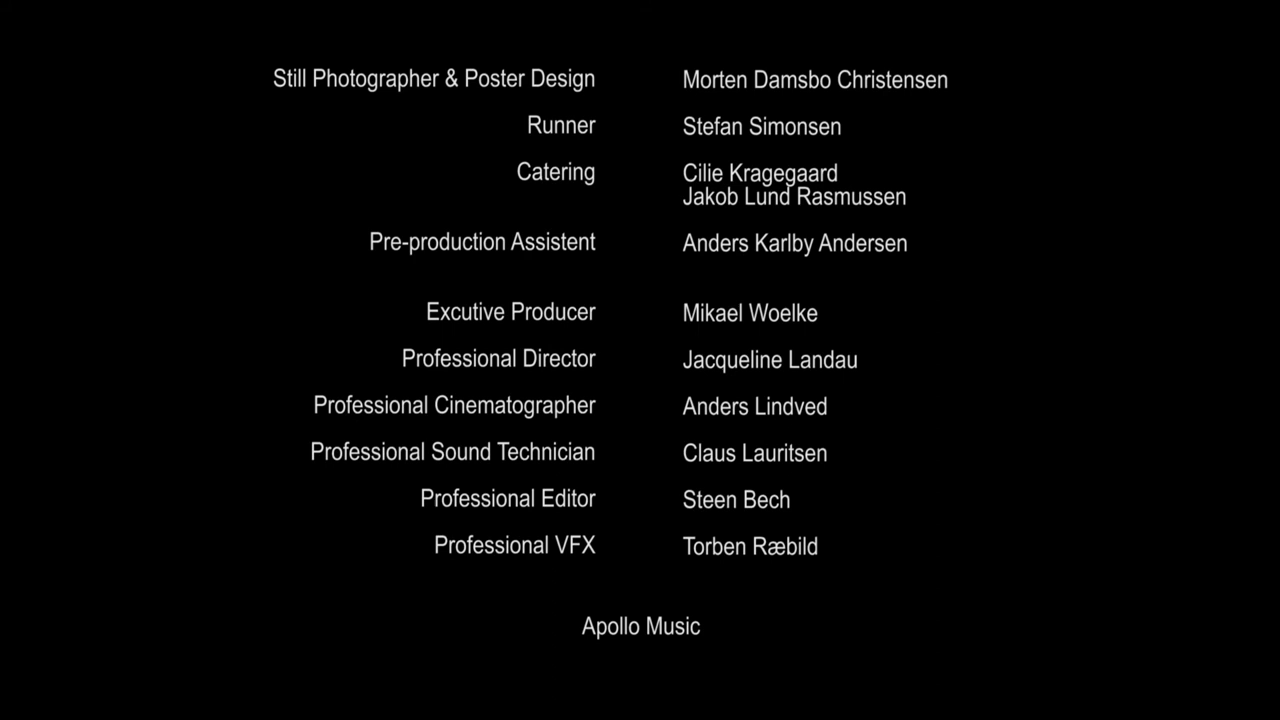 Still Photographer & Poster Design Morten Damsbo Christensen
Runner Stefan Simonsen
Catering Cilie Kragegaard
Jakob Lund Rasmussen
Pre-production Assistent Anders Karlby Andersen
Excutive Producer Mikael Woelke
Professional Director Jacqueline Landau
Professional Cinematographer Anders Lindved
Professional Sound Technician Claus Lauritsen
Professional Editor Steen Bech
Professional VFX Torben Ræbild
Apollo Music